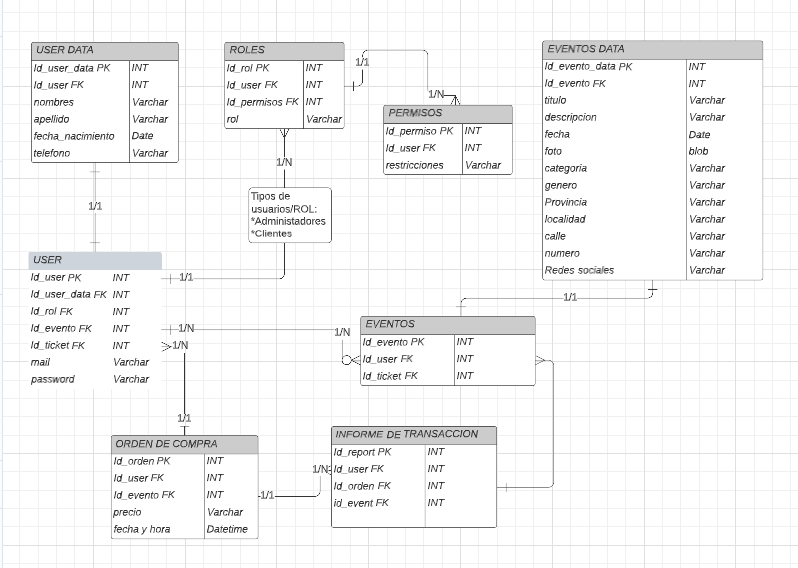 USER DATA
Id_user_data PK INT
Id_user FK INT
nombres Varchar
apellido Varchar
fecha_nacimiento Date
telefono Varchar
ROLES
Id_rol PK INT
Id_user FK INT
Id_permisos FK INT
rol Varchar
1/1
1/N
PERMISOS
Id_permiso PK INT
Id_user FK INT
restricciones Varchar
EVENTOS DATA
Id_evento_data PK INT
Id_evento FK INT
titulo Varchar
descripcion Varchar
fecha Date
foto blob
categoria Varchar
genero Varchar
Provincia Varchar
localidad Varchar
calle Varchar
numero Varchar
Redes sociales Varchar
1/N
Tipos de
usuarios/ROL:
*Administadores
*Clientes
1/1
USER
Id_user PK INT
Id_user_data FK INT
Id_rol FK INT
Id_evento FK INT
Id_ticket FK INT
mail Varchar
password Varchar
1/1
1/N
1/N
1/N
1/1
EVENTOS
Id_evento PK INT
Id_user FK INT
Id_ticket FK INT
1/1
ORDEN DE COMPRA
Id_orden PK INT
Id_user FK INT
Id_evento FK INT
precio Varchar
fecha y hora Datetime
1/1
1/N
INFORME DE TRANSACCION
Id_report PK INT
Id_user FK INT
Id_orden FK INT
id_event FK INT